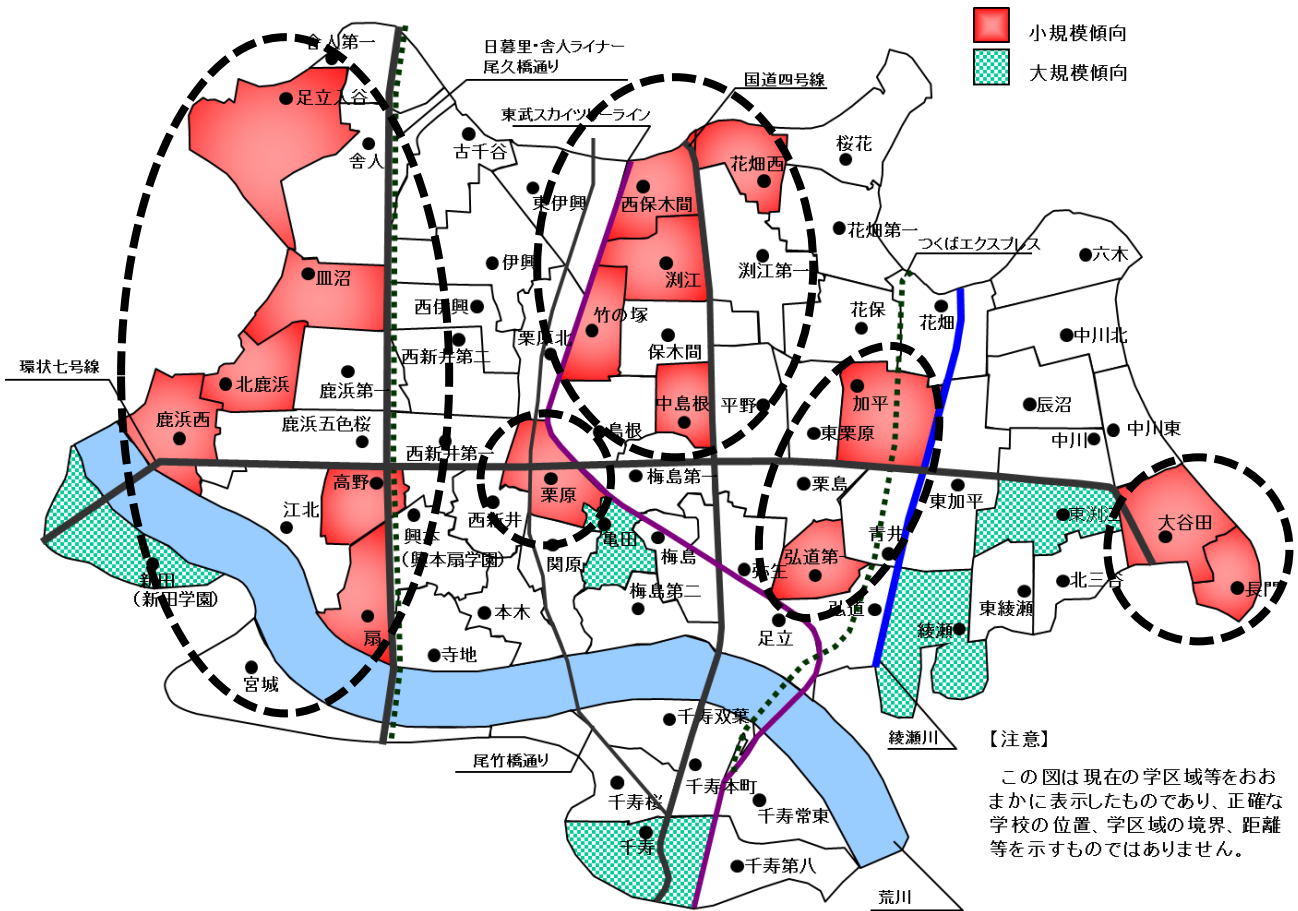 小規模傾向
大規模傾向
舎人第一
日暮里・舎人ライナー
尾久橋通り
国道四号線
東武スカイツリーライン
足立入谷
舎人
古千谷
桜花
花畑西
東伊興
西保木間
花畑第一
つくばエクスプレス
六木
皿沼
伊興
渕江
渕江第一
西伊興
竹の塚
花保
花畑
栗原北
保木間
中川北
西新井第二
環状七号線
北鹿浜
鹿浜第一
中島根
平野
加平
辰沼
鹿浜西
鹿浜五色桜
島根
東栗原
中川
中川東
西新井第一
高野
栗原
梅島第一
栗島
東加平
江北
興本
(興本扇学園)
西新井
亀田
梅島
青井
東渕江
大谷田
関原
弥生
弘道第一
新田
(新田学園)
本木
梅島第二
弘道
東綾瀬
北三谷
長門
扇
足立
綾瀬
寺地
宮城
千寿双葉
綾瀬川
尾竹橋通り
千寿桜
千寿本町
千寿常東
千寿
千寿第八
荒川
【注意】
この図は現在の学区域等をおお
まかに表示したものであり、正確な
学校の位置、学区域の境界、距離
等を示すものではありません。